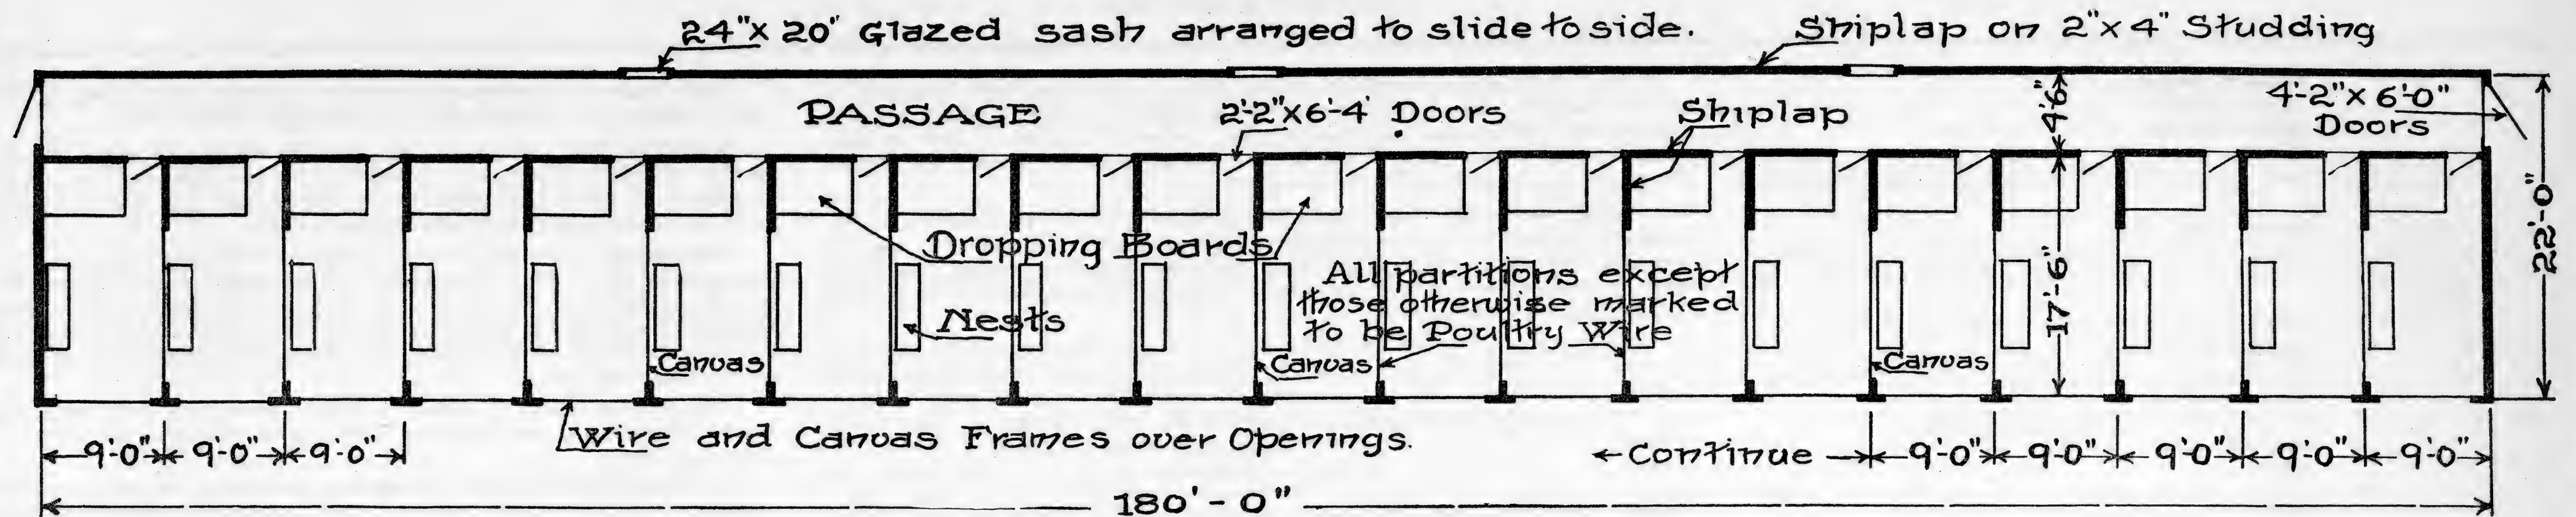 24"x 20' Glazed sash arranged to slide to side.
Shiplap on 2"x 4" Studding
PASSAGE
2'-2"x6'-4' Doors
Shiplap
4'-6"
4'-2"x 6'-0"
Doors
22'-0"
Dropping Boards
All partitions except
those otherwise marked
to be Poultry Wire
17'-6"
Nests
Canvas
Canvas
Canvas
Wire and Canvas Frames over Openings.
9'-0" 9'-0" 9'-0"
Continue
9'-0" 9'-0" 9'-0" 9'-0" 9'-0"
180' - 0"